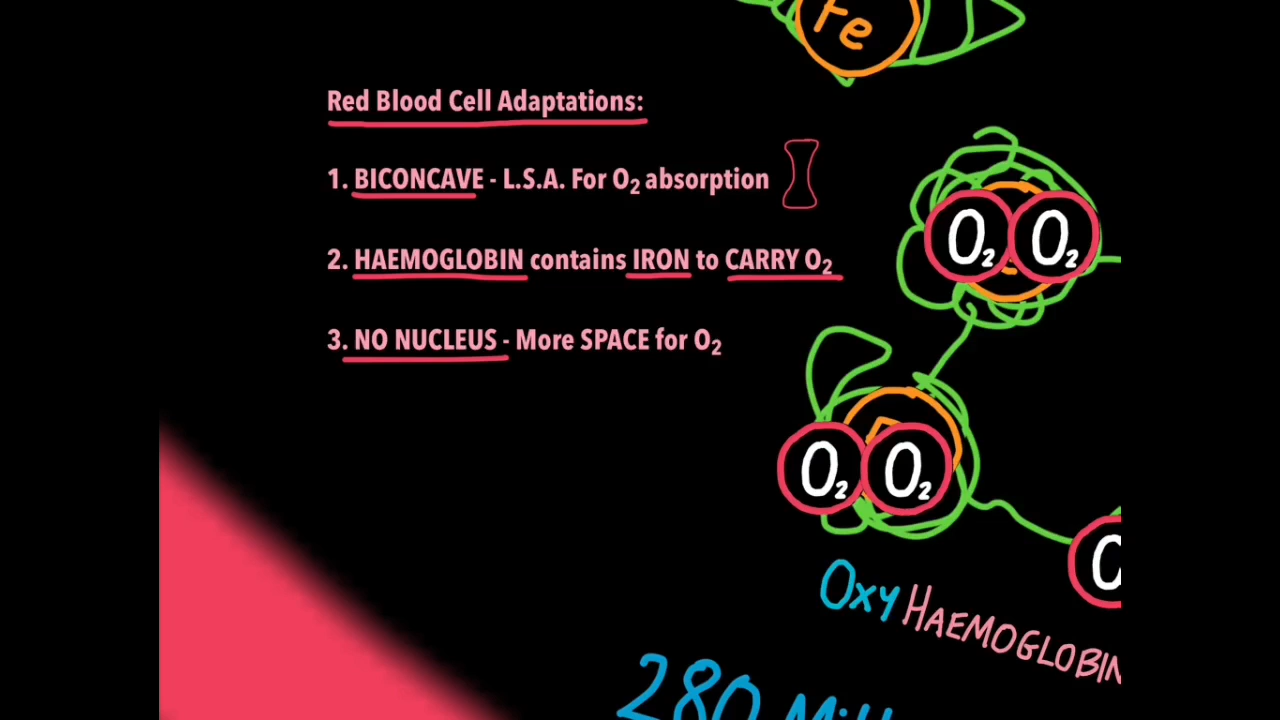 Fe
Red Blood Cell Adaptations:
1. BICONCAVE - L.S.A. For O₂ absorption
2. HAEMOGLOBIN contains IRON to CARRY O₂
3. NO NUCLEUS - More SPACE for O₂
O₂ O₂
O₂ O₂
O
Oxy HAEMOGLOBIN
280